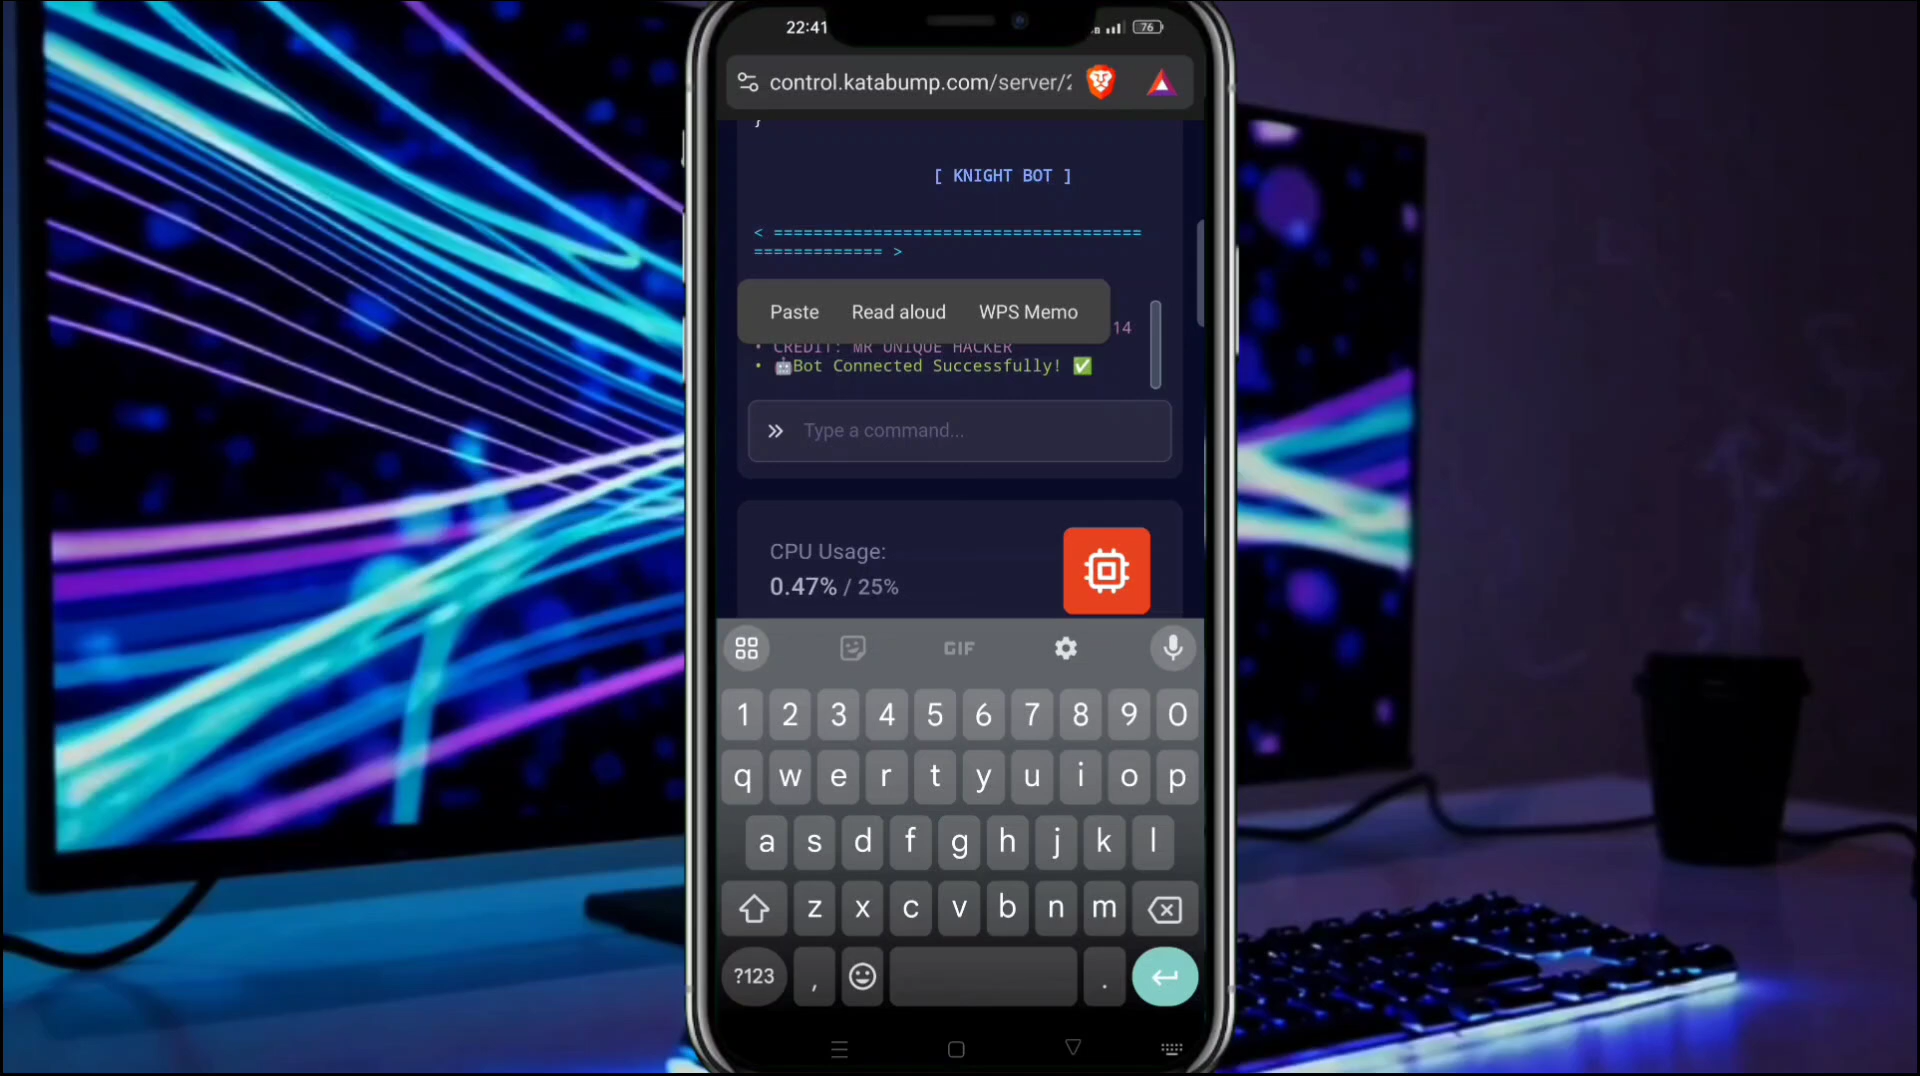 22:41
76
control.katabump.com/server/2
}
[ KNIGHT BOT ]
< =====================================
============= >
Paste Read aloud WPS Memo
14
• CREDIT: MR UNIQUE HACKER
• 🤖Bot Connected Successfully! ✅
» Type a command...
CPU Usage:
0.47% / 25%
GIF
1 2 3 4 5 6 7 8 9 0
q w e r t y u i o p
a s d f g h j k l
z x c v b n m
?123 , .